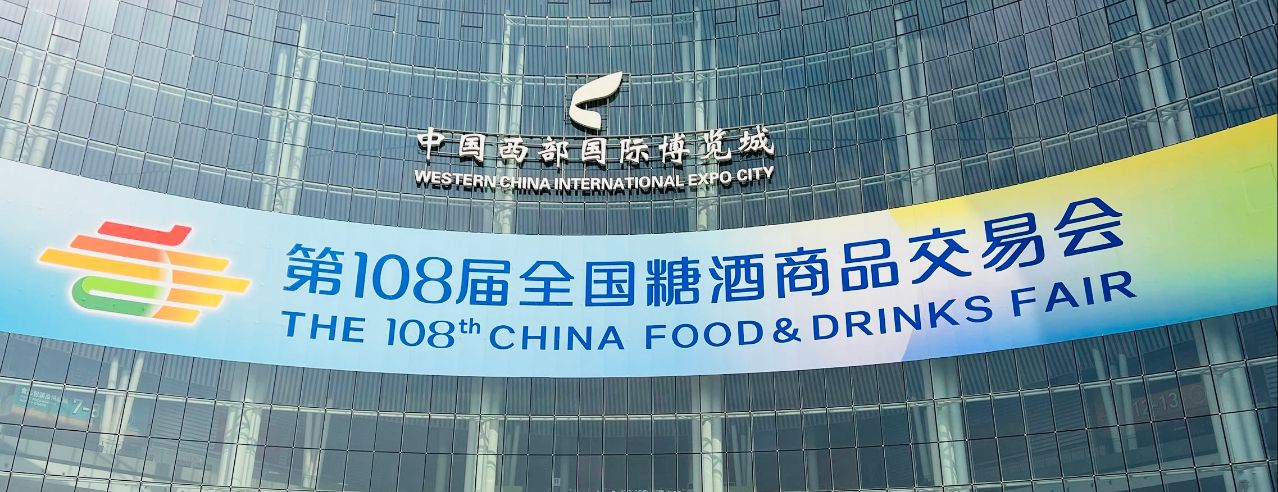 中国西部国际博览城
WESTERN CHINA INTERNATIONAL EXPO CITY
第108届全国糖酒商品交易会
THE 108th CHINA FOOD & DRINKS FAIR